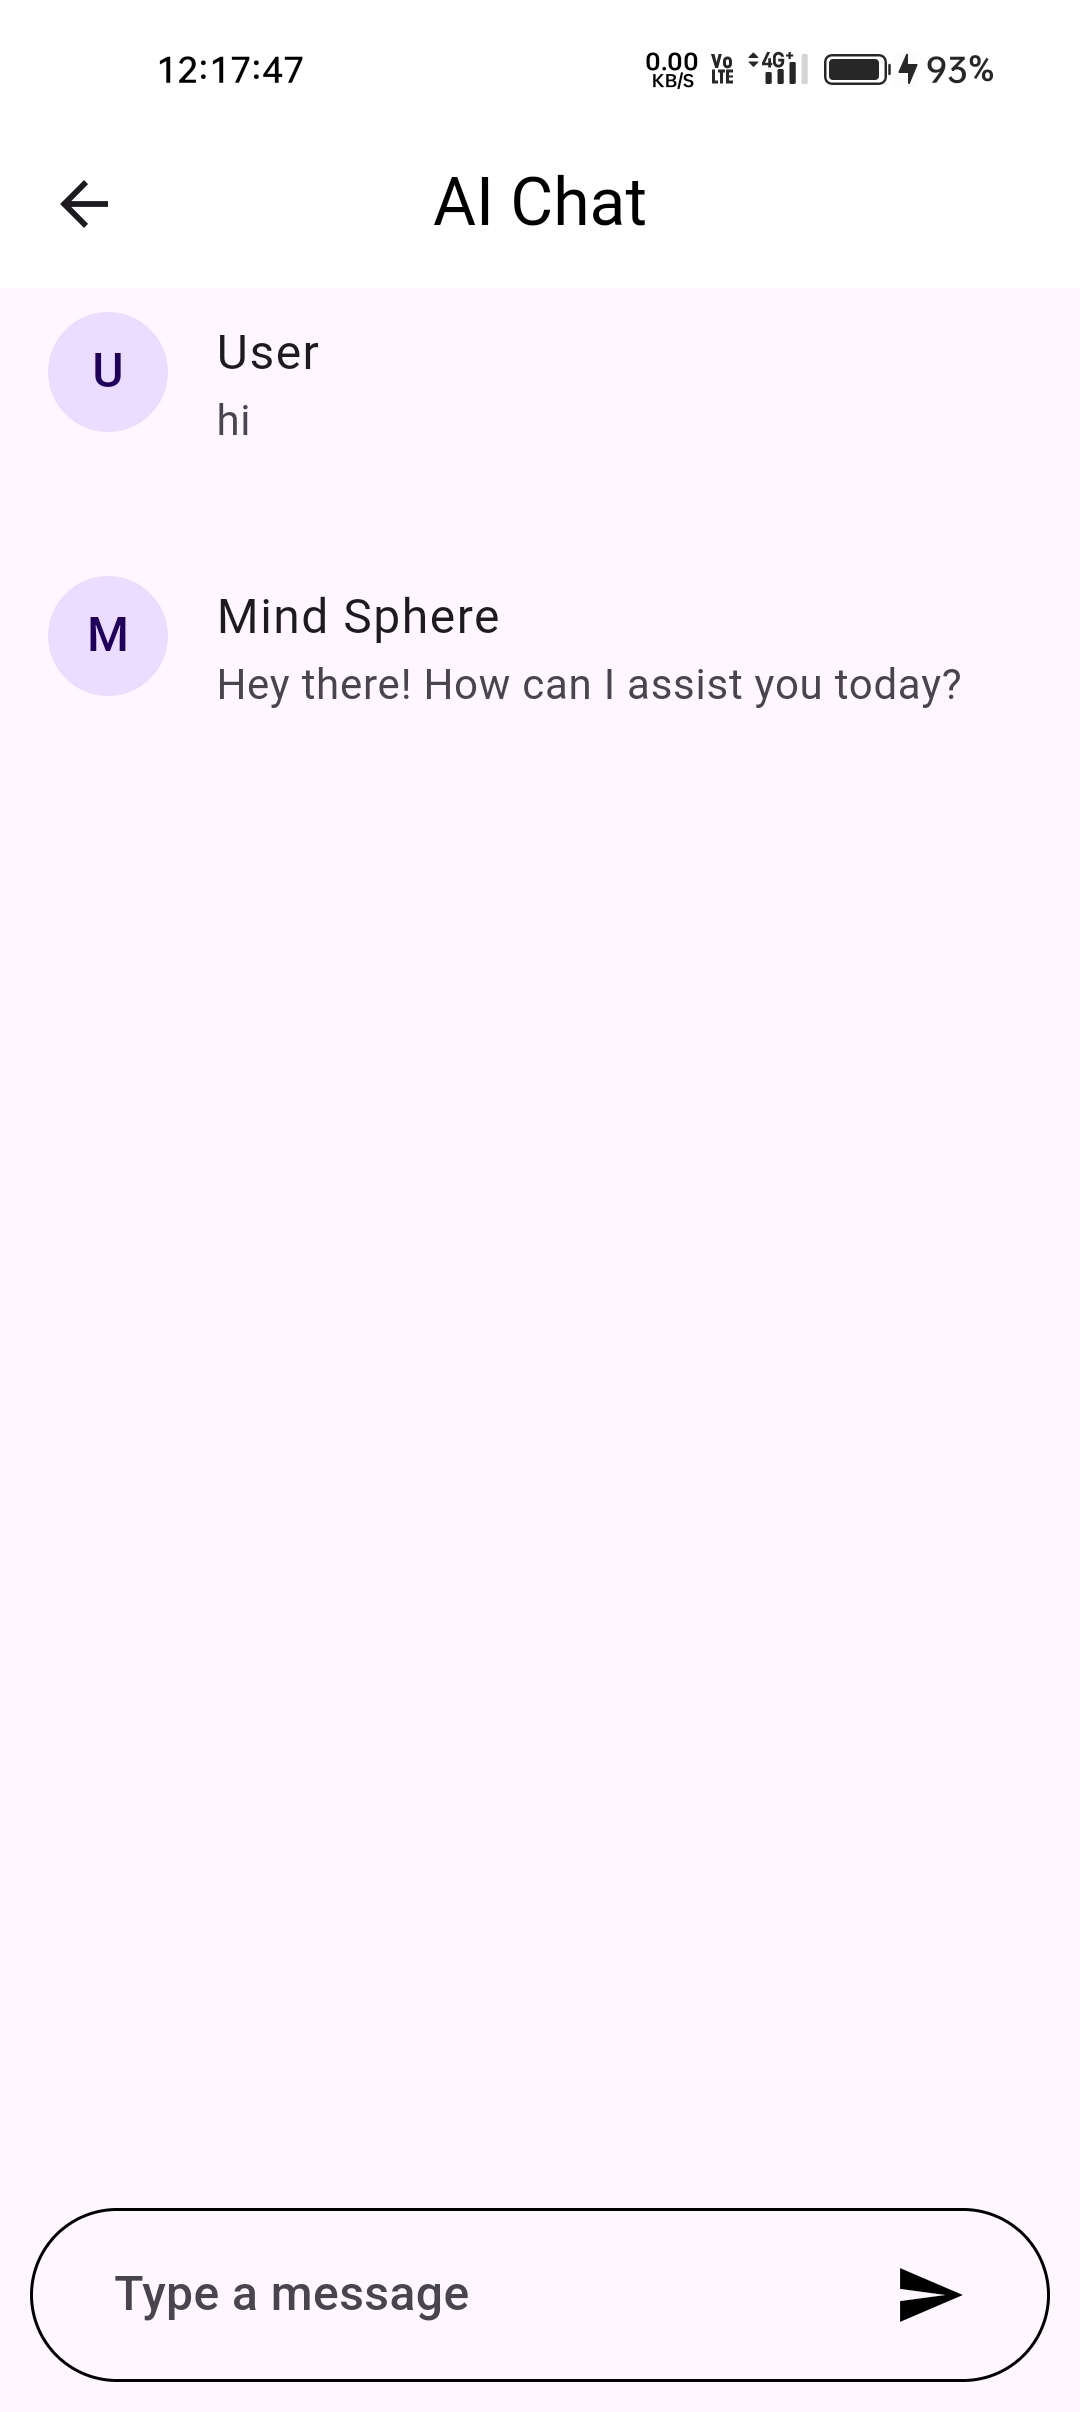 12:17:47
0.00
KB/S
Vo
LTE
4G+
93%
AI Chat
U
User
hi
M
Mind Sphere
Hey there! How can I assist you today?
Type a message